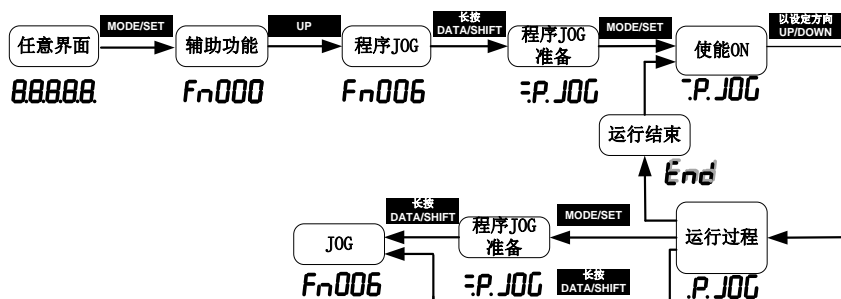 MODE/SET
UP
长按
DATA/SHIFT
MODE/SET
以设定方向
UP/DOWN
任意界面
辅助功能
程序JOG
程序JOG
准备
使能ON
8.8.8.8.8.
Fn000
Fn006
P.JOG
P.JOG
运行结束
End
长按
DATA/SHIFT
MODE/SET
JOG
程序JOG
准备
运行过程
Fn006
P.JOG
长按
DATA/SHIFT
.P.JOG